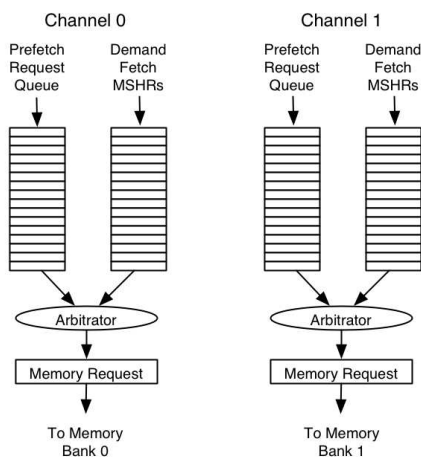 Channel 0
Prefetch
Request
Queue
Demand
Fetch
MSHRs
Arbitrator
Memory Request
To Memory
Bank 0
Channel 1
Prefetch
Request
Queue
Demand
Fetch
MSHRs
Arbitrator
Memory Request
To Memory
Bank 1